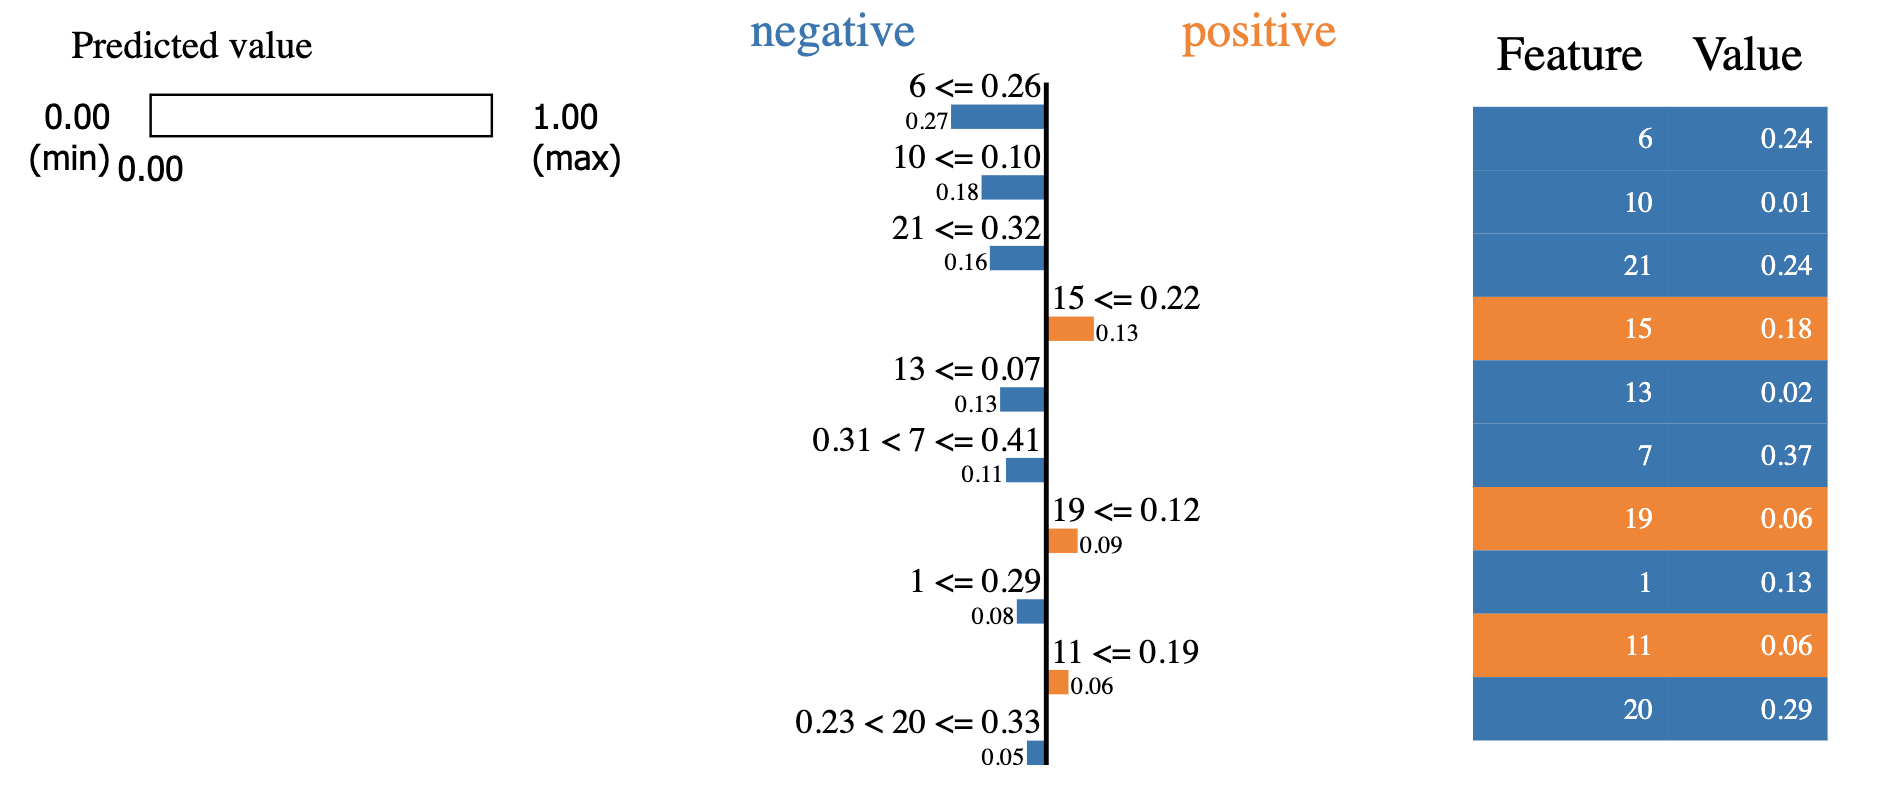 Predicted value
0.00
(min)
0.00
1.00
(max)
negative
positive
6 <= 0.26
0.27
10 <= 0.10
0.18
21 <= 0.32
0.16
15 <= 0.22
0.13
13 <= 0.07
0.13
0.31 < 7 <= 0.41
0.11
19 <= 0.12
0.09
1 <= 0.29
0.08
11 <= 0.19
0.06
0.23 < 20 <= 0.33
0.05
Feature Value
6 0.24
10 0.01
21 0.24
15 0.18
13 0.02
7 0.37
19 0.06
1 0.13
11 0.06
20 0.29